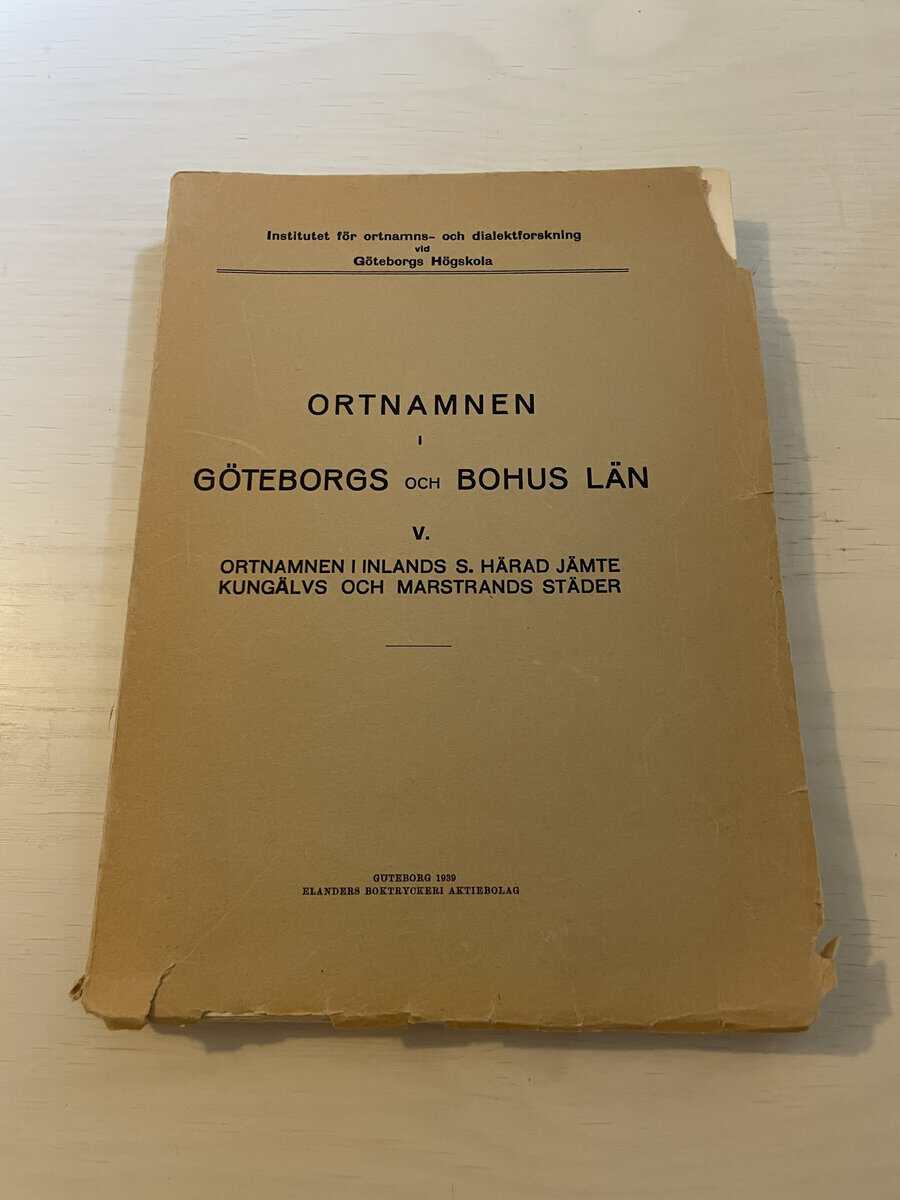 Institutet för ortnamns- och dialektforskning
vid
Göteborgs Högskola
ORTNAMNEN
I
GÖTEBORGS OCH BOHUS LÄN
V.
ORTNAMNEN I INLANDS S. HÄRAD JÄMTE
KUNGÄLVS OCH MARSTRANDS STÄDER
GÖTEBORG 1939
ELANDERS BOKTRYCKERI AKTIEBOLAG